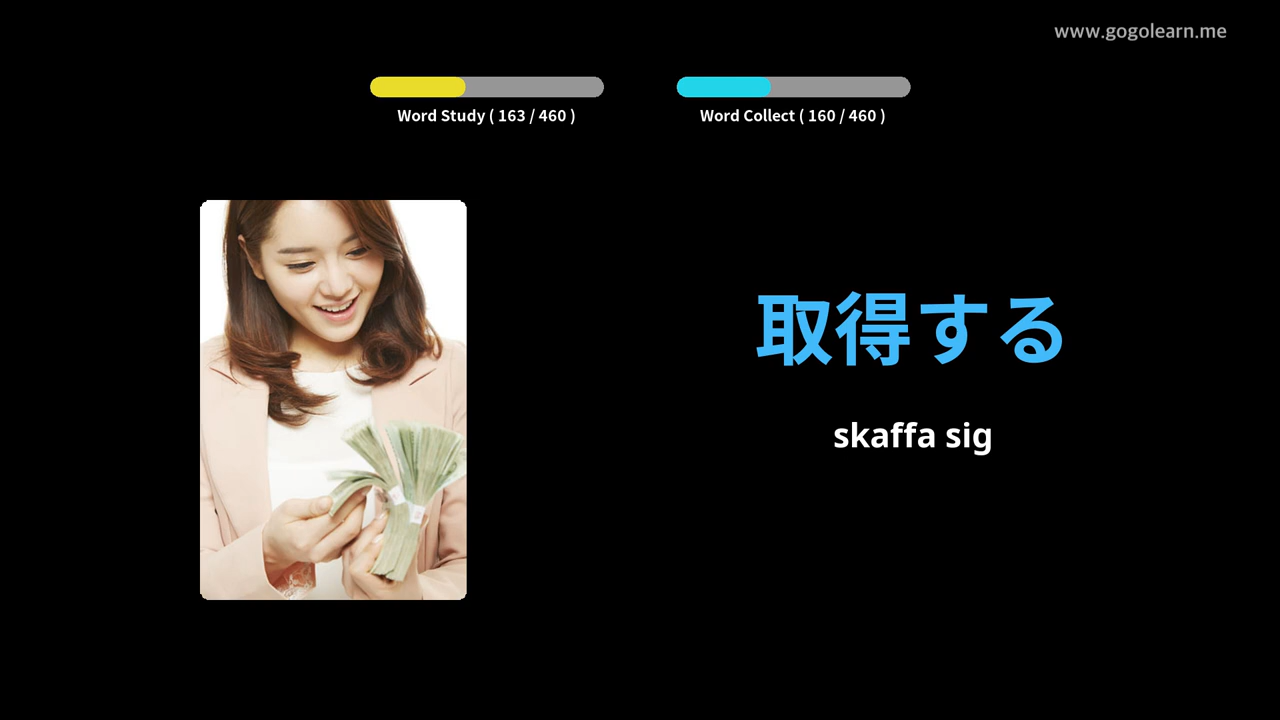 www.gogolearn.me
Word Study ( 163 / 460 )
Word Collect ( 160 / 460 )
取得する
skaffa sig